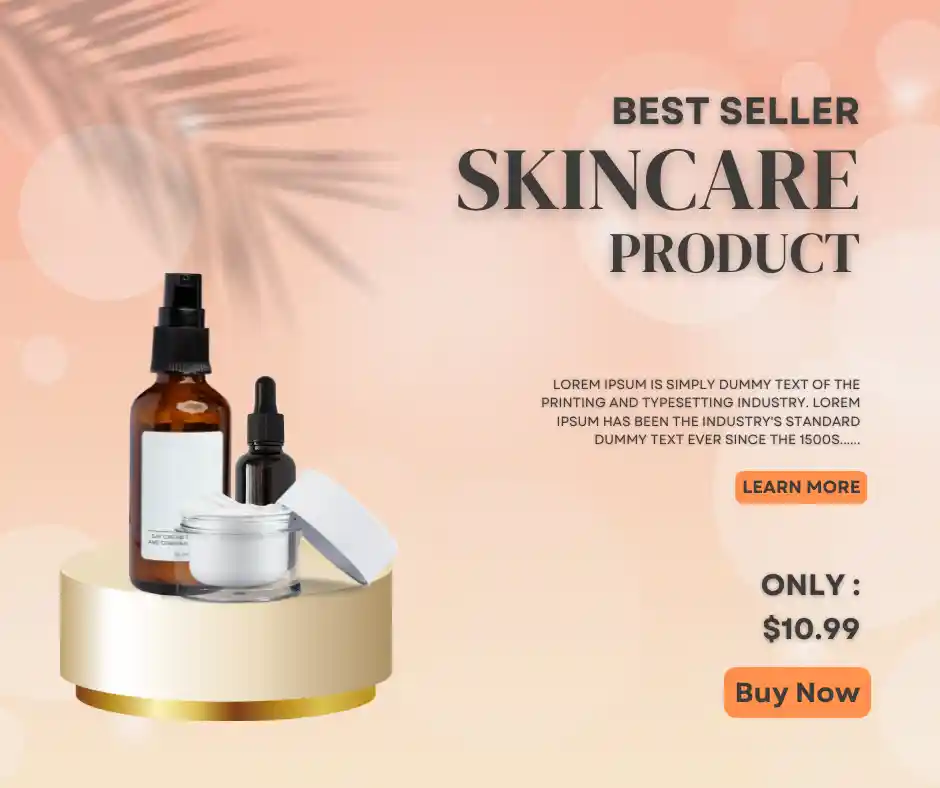 BEST SELLER
SKINCARE
PRODUCT
LOREM IPSUM IS SIMPLY DUMMY TEXT OF THE
PRINTING AND TYPESETTING INDUSTRY. LOREM
IPSUM HAS BEEN THE INDUSTRY'S STANDARD
DUMMY TEXT EVER SINCE THE 1500S......
LEARN MORE
ONLY :
$10.99
Buy Now